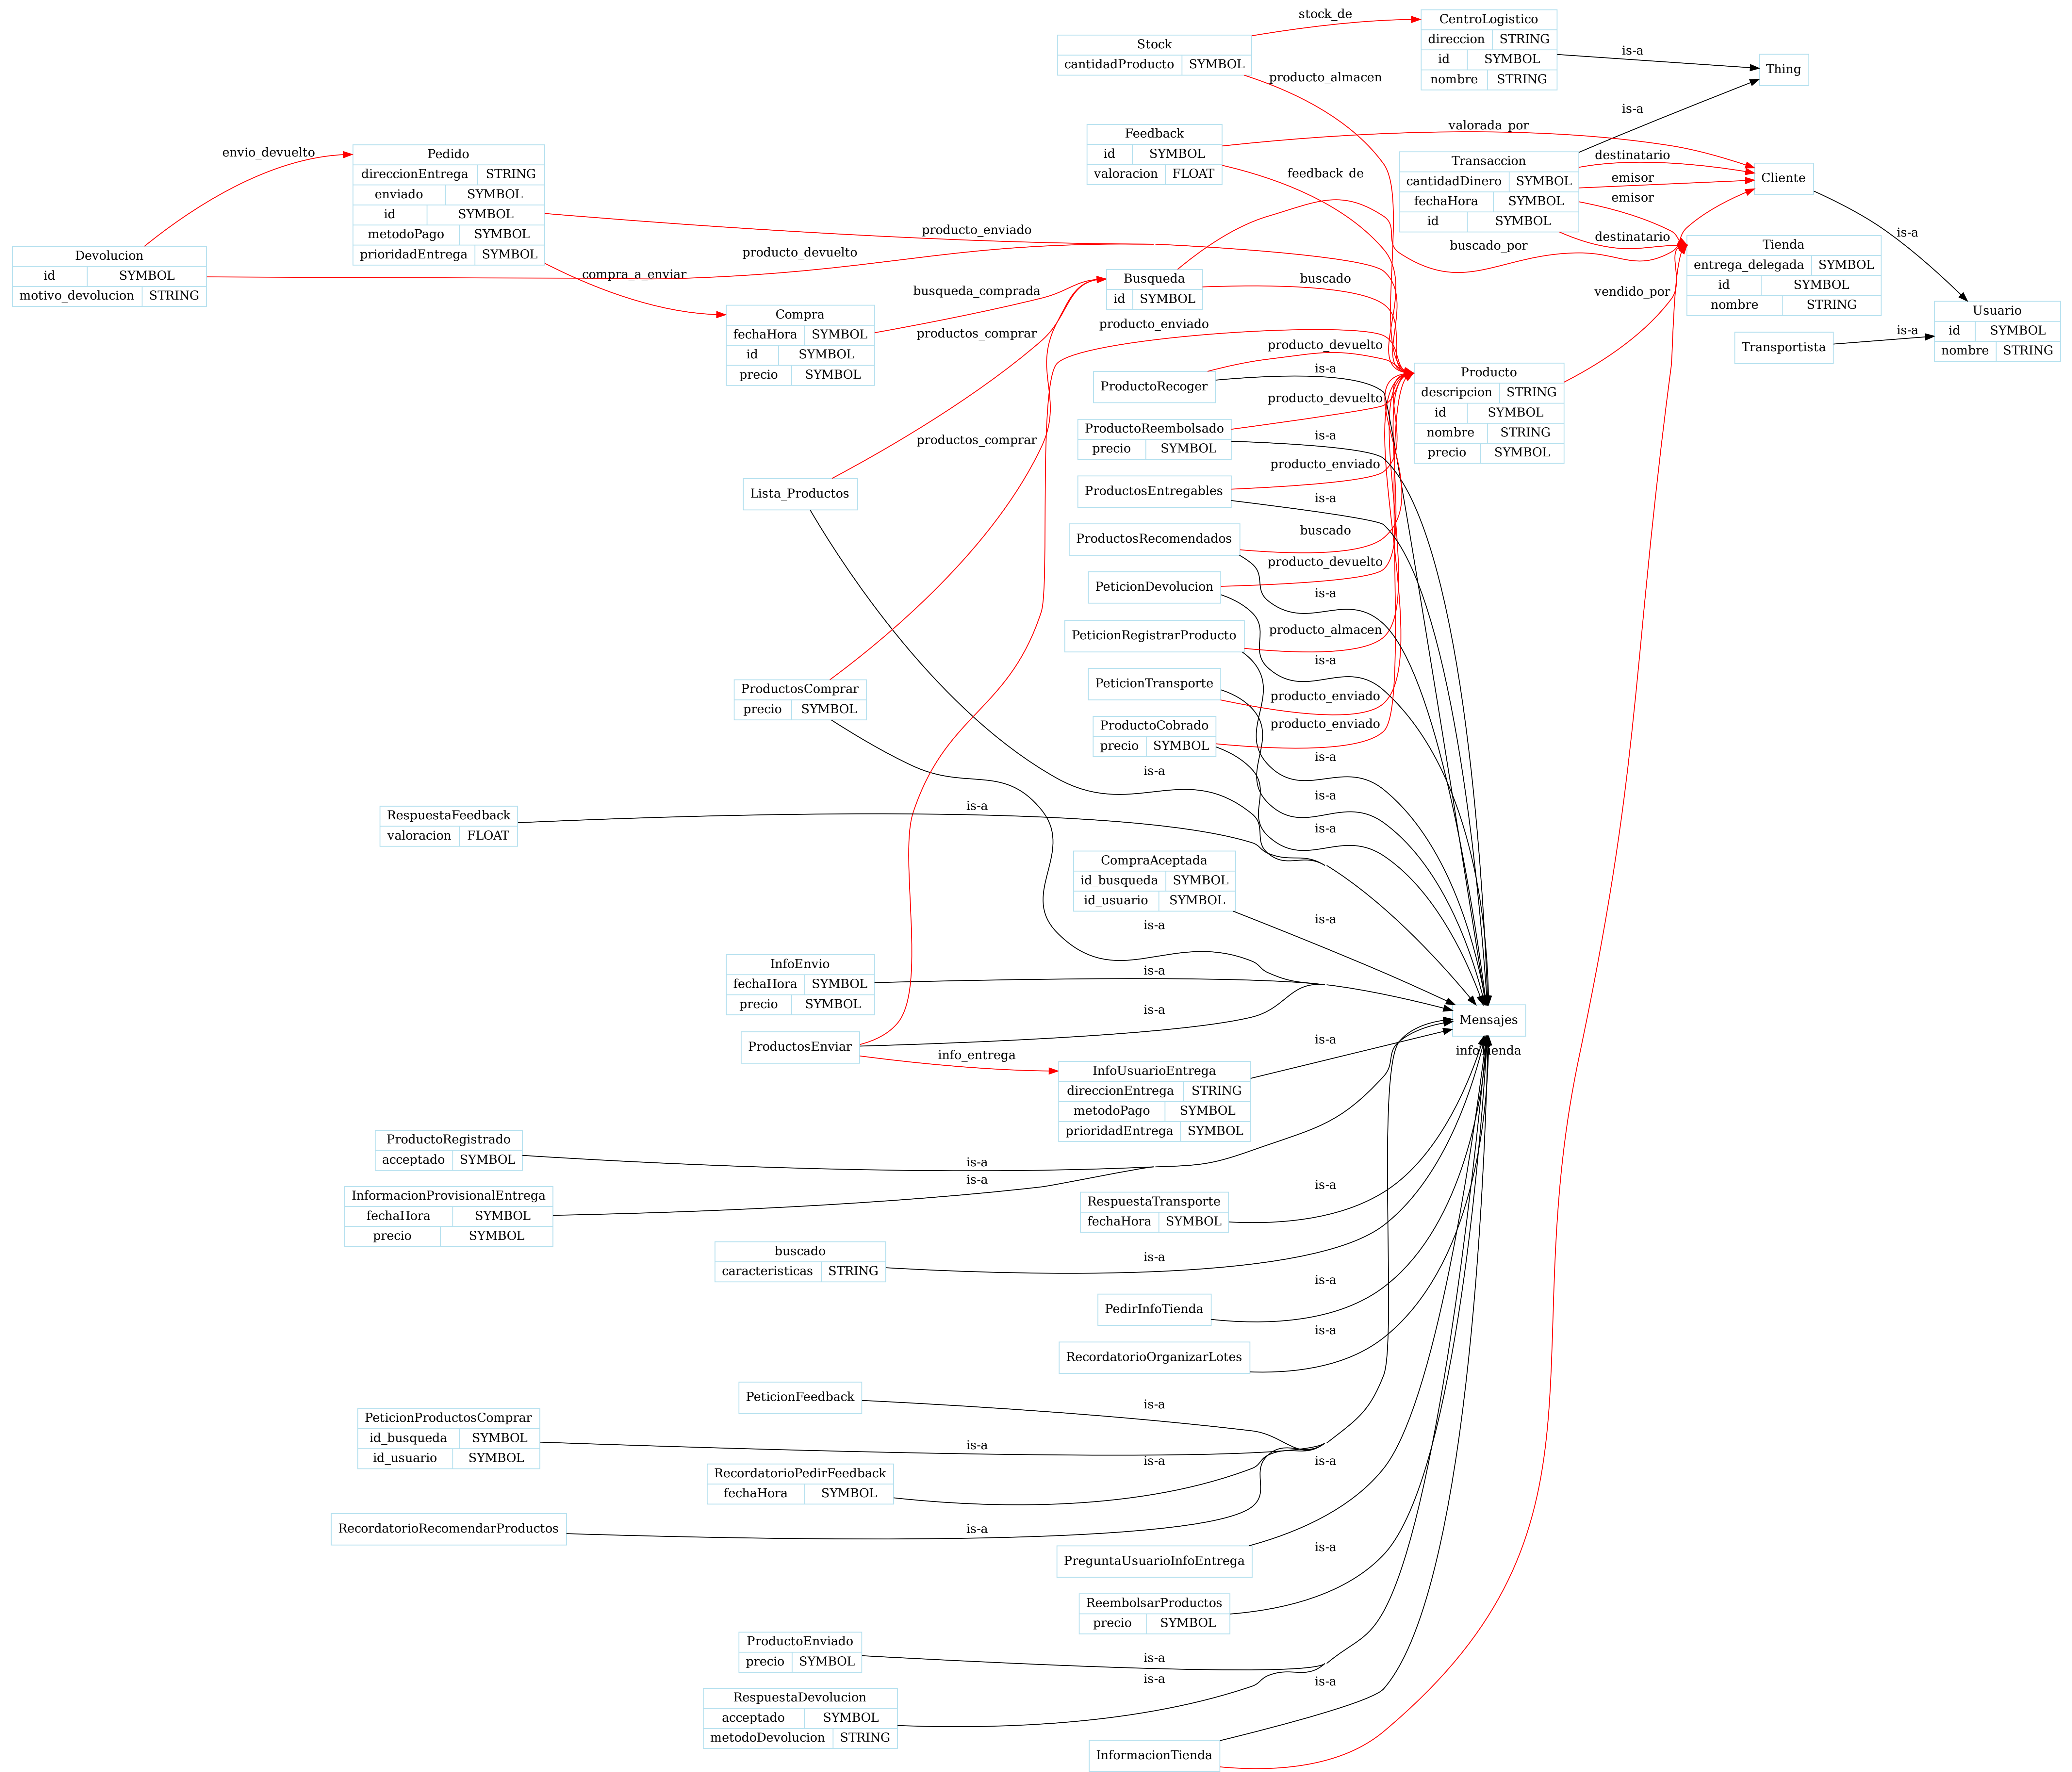 stock_de
CentroLogistico
direccion STRING
id SYMBOL
nombre STRING
Stock
cantidadProducto SYMBOL
is-a
Thing
producto_almacen
is-a
Feedback
id SYMBOL
valoracion FLOAT
valorada_por
feedback_de
Transaccion
cantidadDinero SYMBOL
fechaHora SYMBOL
id SYMBOL
destinatario
emisor
emisor
destinatario
Cliente
is-a
envio_devuelto
Pedido
direccionEntrega STRING
enviado SYMBOL
id SYMBOL
metodoPago SYMBOL
prioridadEntrega SYMBOL
producto_enviado
producto_devuelto
compra_a_enviar
Devolucion
id SYMBOL
motivo_devolucion STRING
buscado_por
Tienda
entrega_delegada SYMBOL
id SYMBOL
nombre STRING
Busqueda
id SYMBOL
buscado
vendido_por
busqueda_comprada
Compra
fechaHora SYMBOL
id SYMBOL
precio SYMBOL
productos_comprar
producto_enviado
Usuario
id SYMBOL
nombre STRING
Transportista
is-a
producto_devuelto
is-a
ProductoRecoger
Producto
descripcion STRING
id SYMBOL
nombre STRING
precio SYMBOL
producto_devuelto
ProductoReembolsado
precio SYMBOL
is-a
productos_comprar
producto_enviado
ProductosEntregables
is-a
Lista_Productos
buscado
ProductosRecomendados
producto_devuelto
PeticionDevolucion
is-a
producto_almacen
PeticionRegistrarProducto
is-a
PeticionTransporte
producto_enviado
ProductosComprar
precio SYMBOL
ProductoCobrado
precio SYMBOL
producto_enviado
is-a
is-a
is-a
is-a
RespuestaFeedback
valoracion FLOAT
is-a
CompraAceptada
id_busqueda SYMBOL
id_usuario SYMBOL
is-a
is-a
InfoEnvio
fechaHora SYMBOL
precio SYMBOL
is-a
is-a
Mensajes
ProductosEnviar
info_entrega
is-a
InfoUsuarioEntrega
direccionEntrega STRING
metodoPago SYMBOL
prioridadEntrega SYMBOL
ProductoRegistrado
acceptado SYMBOL
is-a
is-a
InformacionProvisionalEntrega
fechaHora SYMBOL
precio SYMBOL
RespuestaTransporte
fechaHora SYMBOL
is-a
buscado
caracteristicas STRING
is-a
PedirInfoTienda
is-a
RecordatorioOrganizarLotes
is-a
PeticionFeedback
is-a
PeticionProductosComprar
id_busqueda SYMBOL
id_usuario SYMBOL
is-a
RecordatorioPedirFeedback
fechaHora SYMBOL
is-a
is-a
RecordatorioRecomendarProductos
is-a
PreguntaUsuarioInfoEntrega
is-a
ReembolsarProductos
precio SYMBOL
ProductoEnviado
precio SYMBOL
is-a
is-a
RespuestaDevolucion
acceptado SYMBOL
metodoDevolucion STRING
is-a
InformacionTienda